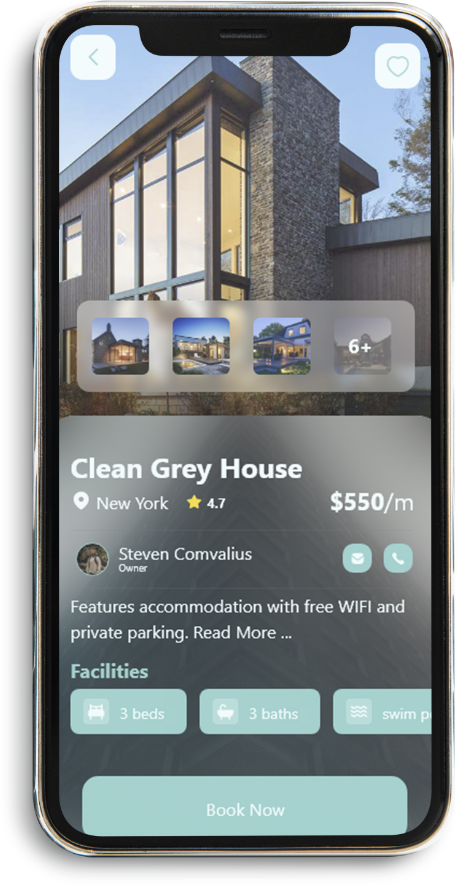 6+
Clean Grey House
New York 4.7 $550/m
Steven Comvalius
Owner
Features accommodation with free WIFI and
private parking. Read More ...
Facilities
3 beds 3 baths swim
Book Now